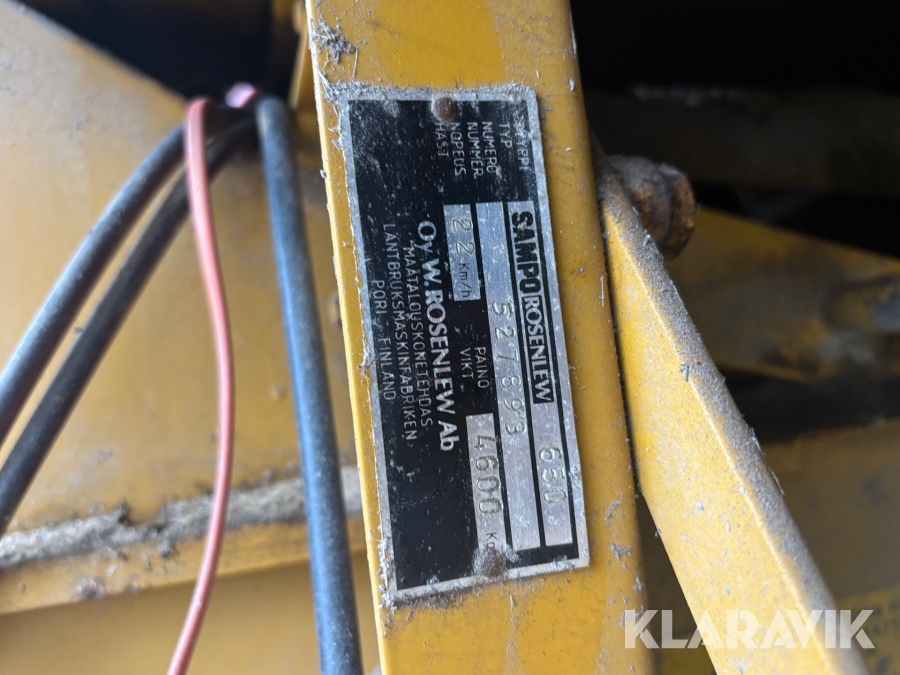 TYYPPI
TYP
SAMPO ROSENLEW 650
NUMERO
NUMMER
527893
NOPEUS
HAST
22 Km/h
PAINO
VIKT
4600 Kg
Oy W. ROSENLEW Ab
MAATALOUSKONETEHDAS
LANTBRUKSMASKINFABRIKEN
PORI FINLAND
KLARAVIK